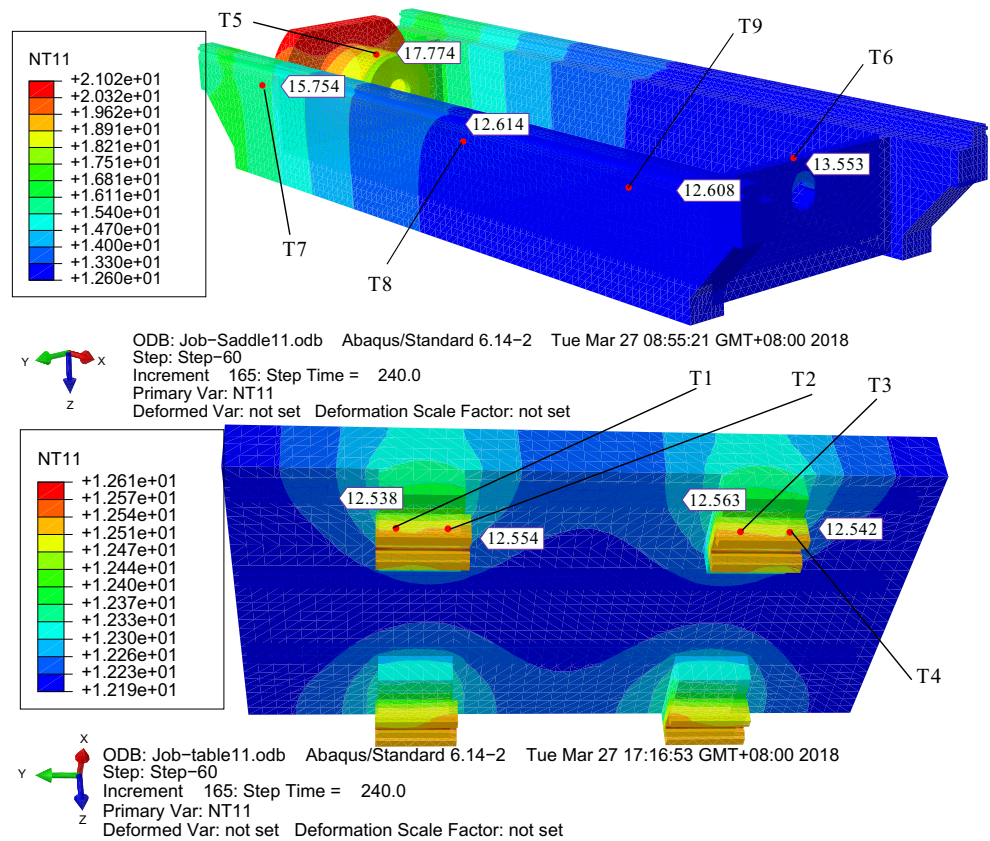 T5
T9
T6
17.774
NT11
+2.102e+01
+2.032e+01
+1.962e+01
+1.891e+01
+1.821e+01
+1.751e+01
+1.681e+01
+1.611e+01
+1.540e+01
+1.470e+01
+1.400e+01
+1.330e+01
+1.260e+01
15.754
12.614
13.553
12.608
T7
T8
ODB: Job−Saddle11.odb Abaqus/Standard 6.14−2 Tue Mar 27 08:55:21 GMT+08:00 2018
Step: Step−60
Increment 165: Step Time = 240.0
Primary Var: NT11
Deformed Var: not set Deformation Scale Factor: not set
Y
X
Z
T1
T2
T3
NT11
+1.261e+01
+1.257e+01
+1.254e+01
+1.251e+01
+1.247e+01
+1.244e+01
+1.240e+01
+1.237e+01
+1.233e+01
+1.230e+01
+1.226e+01
+1.223e+01
+1.219e+01
12.538
12.554
12.563
12.542
T4
X
Y
Z
ODB: Job−table11.odb Abaqus/Standard 6.14−2 Tue Mar 27 17:16:53 GMT+08:00 2018
Step: Step−60
Increment 165: Step Time = 240.0
Primary Var: NT11
Deformed Var: not set Deformation Scale Factor: not set